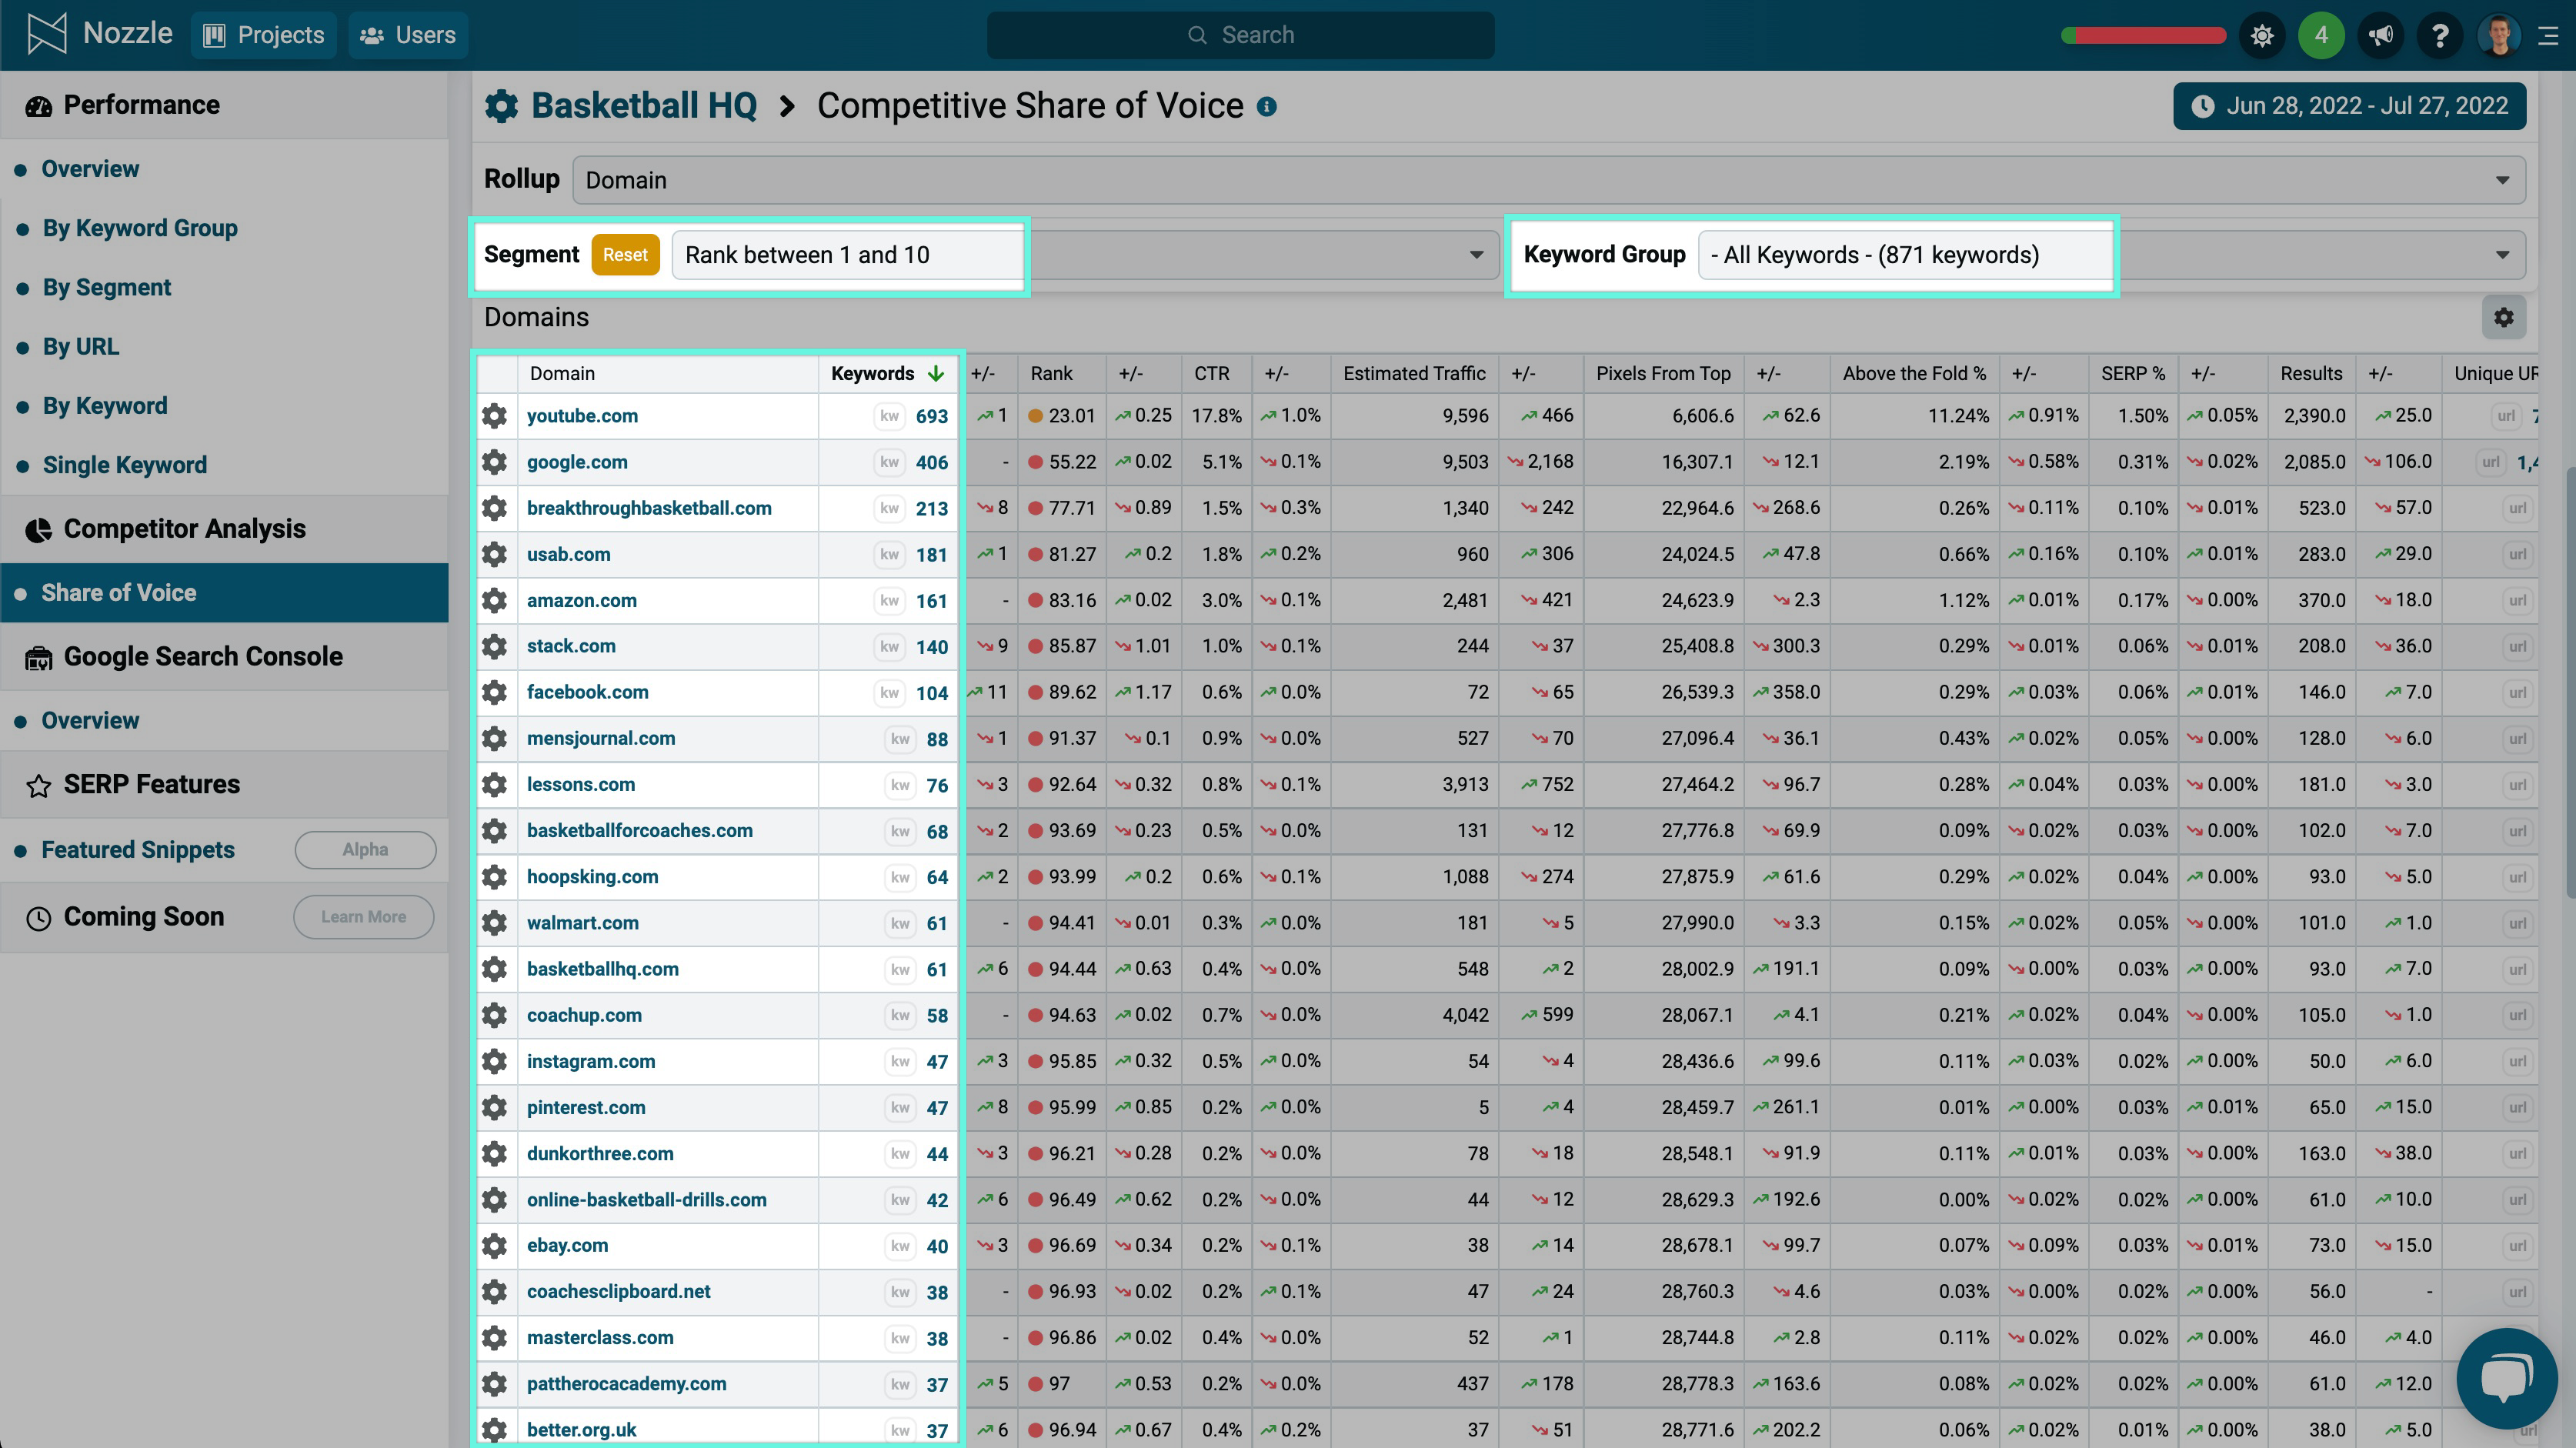 Nozzle Projects Users Search 4 ?
Performance
Overview
By Keyword Group
By Segment
By URL
By Keyword
Single Keyword
Competitor Analysis
Share of Voice
Google Search Console
Overview
SERP Features
Featured Snippets Alpha
Coming Soon Learn More
Basketball HQ > Competitive Share of Voice Jun 28, 2022 - Jul 27, 2022
Rollup Domain
Segment Reset Rank between 1 and 10 Keyword Group - All Keywords - (871 keywords)
Domains
Domain Keywords +/- Rank +/- CTR +/- Estimated Traffic +/- Pixels From Top +/- Above the Fold % +/- SERP % +/- Results +/- Unique UR
youtube.com kw 693 1 23.01 0.25 17.8% 1.0% 9,596 466 6,606.6 62.6 11.24% 0.91% 1.50% 0.05% 2,390.0 25.0 url 7
google.com kw 406 - 55.22 0.02 5.1% 0.1% 9,503 2,168 16,307.1 12.1 2.19% 0.58% 0.31% 0.02% 2,085.0 106.0 url 1,4
breakthroughbasketball.com kw 213 8 77.71 0.89 1.5% 0.3% 1,340 242 22,964.6 268.6 0.26% 0.11% 0.10% 0.01% 523.0 57.0 url
usab.com kw 181 1 81.27 0.2 1.8% 0.2% 960 306 24,024.5 47.8 0.66% 0.16% 0.10% 0.01% 283.0 29.0 url
amazon.com kw 161 - 83.16 0.02 3.0% 0.1% 2,481 421 24,623.9 2.3 1.12% 0.01% 0.17% 0.00% 370.0 18.0 url
stack.com kw 140 9 85.87 1.01 1.0% 0.1% 244 37 25,408.8 300.3 0.29% 0.01% 0.06% 0.01% 208.0 36.0 url
facebook.com kw 104 11 89.62 1.17 0.6% 0.0% 72 65 26,539.3 358.0 0.29% 0.03% 0.06% 0.01% 146.0 7.0 url
mensjournal.com kw 88 1 91.37 0.1 0.9% 0.0% 527 70 27,096.4 36.1 0.43% 0.02% 0.05% 0.00% 128.0 6.0 url
lessons.com kw 76 3 92.64 0.32 0.8% 0.1% 3,913 752 27,464.2 96.7 0.28% 0.04% 0.03% 0.00% 181.0 3.0 url
basketballforcoaches.com kw 68 2 93.69 0.23 0.5% 0.0% 131 12 27,776.8 69.9 0.09% 0.02% 0.03% 0.00% 102.0 7.0 url
hoopsking.com kw 64 2 93.99 0.2 0.6% 0.1% 1,088 274 27,875.9 61.6 0.29% 0.02% 0.04% 0.00% 93.0 5.0 url
walmart.com kw 61 - 94.41 0.01 0.3% 0.0% 181 5 27,990.0 3.3 0.15% 0.02% 0.05% 0.00% 101.0 1.0 url
basketballhq.com kw 61 6 94.44 0.63 0.4% 0.0% 548 2 28,002.9 191.1 0.09% 0.00% 0.03% 0.00% 93.0 7.0 url
coachup.com kw 58 - 94.63 0.02 0.7% 0.0% 4,042 599 28,067.1 4.1 0.21% 0.02% 0.04% 0.00% 105.0 1.0 url
instagram.com kw 47 3 95.85 0.32 0.5% 0.0% 54 4 28,436.6 99.6 0.11% 0.03% 0.02% 0.00% 50.0 6.0 url
pinterest.com kw 47 8 95.99 0.85 0.2% 0.0% 5 4 28,459.7 261.1 0.01% 0.00% 0.03% 0.01% 65.0 15.0 url
dunkorthree.com kw 44 3 96.21 0.28 0.2% 0.0% 78 18 28,548.1 91.9 0.11% 0.01% 0.03% 0.00% 163.0 38.0 url
online-basketball-drills.com kw 42 6 96.49 0.62 0.2% 0.0% 44 12 28,629.3 192.6 0.00% 0.02% 0.02% 0.00% 61.0 10.0 url
ebay.com kw 40 3 96.69 0.34 0.2% 0.1% 38 14 28,678.1 99.7 0.07% 0.09% 0.03% 0.01% 73.0 15.0 url
coachesclipboard.net kw 38 - 96.93 0.02 0.2% 0.1% 47 24 28,760.3 4.6 0.03% 0.00% 0.02% 0.00% 56.0 - url
masterclass.com kw 38 - 96.86 0.02 0.4% 0.0% 52 1 28,744.8 2.8 0.11% 0.02% 0.02% 0.00% 46.0 4.0
pattherocacademy.com kw 37 5 97 0.53 0.2% 0.0% 437 178 28,778.3 163.6 0.08% 0.02% 0.02% 0.00% 61.0 12.0
better.org.uk kw 37 6 96.94 0.67 0.4% 0.2% 37 51 28,771.6 202.2 0.06% 0.02% 0.01% 0.00% 38.0 5.0 url